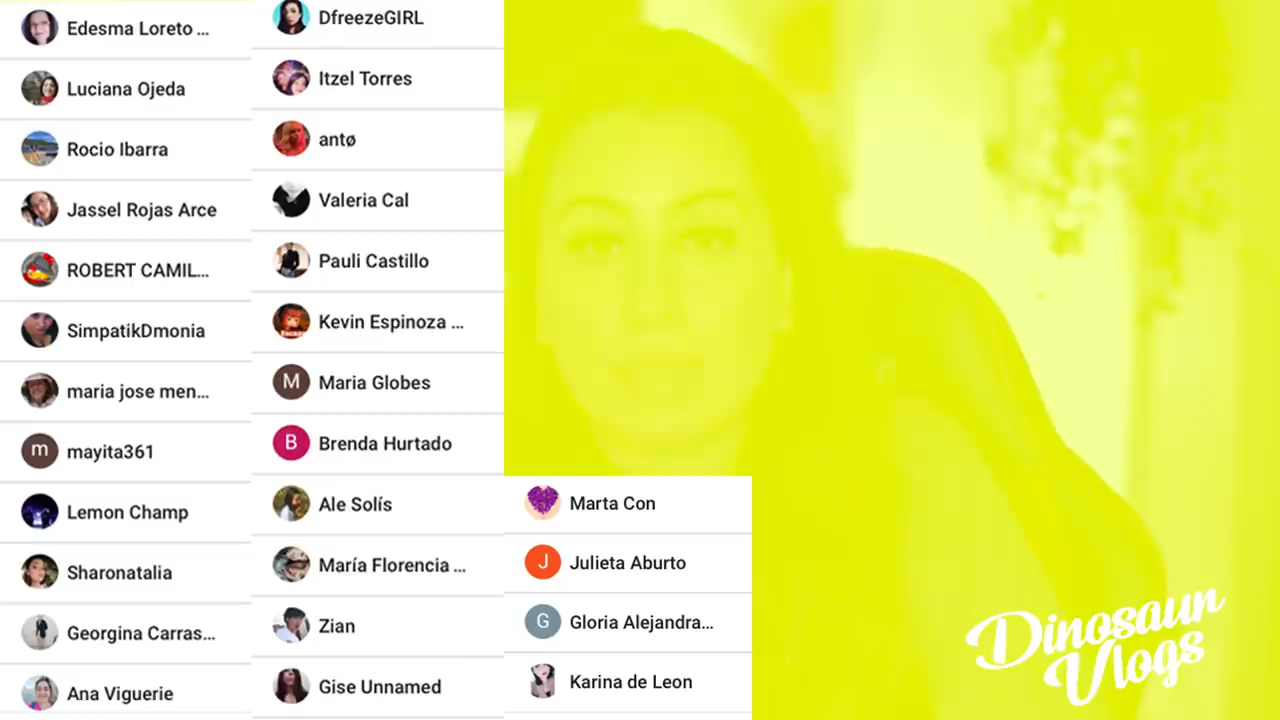 Edesma Loreto ...
Luciana Ojeda
Rocio Ibarra
Jassel Rojas Arce
ROBERT CAMIL...
SimpatikDmonia
maria jose men...
m
mayita361
Lemon Champ
Sharonatalia
Georgina Carras...
Ana Viguerie
DfreezeGIRL
Itzel Torres
antø
Valeria Cal
Pauli Castillo
Kevin Espinoza ...
M
Maria Globes
B
Brenda Hurtado
Ale Solís
María Florencia ...
Zian
Gise Unnamed
Marta Con
J
Julieta Aburto
G
Gloria Alejandra...
Karina de Leon
Dinosaur
Vlogs